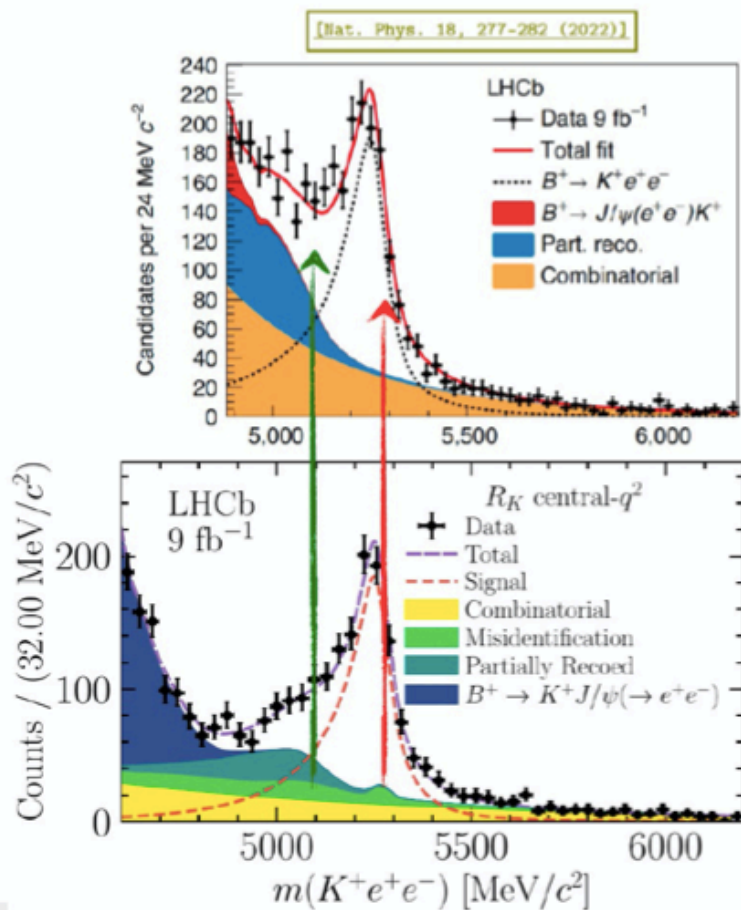 [Nat. Phys. 18, 277-282 (2022)]
LHCb
Data 9 fb⁻¹
Total fit
B⁺ → K⁺e⁺e⁻
B⁺ → J/ψ(e⁺e⁻)K⁺
Part. reco.
Combinatorial
Candidates per 24 MeV c⁻²
240
220
200
180
160
140
120
100
80
60
40
20
0
5,000 5,500 6,000
LHCb
9 fb⁻¹
R_K central-q²
Data
Total
Signal
Combinatorial
Misidentification
Partially Recoed
B⁺ → K⁺J/ψ(→ e⁺e⁻)
Counts / (32.00 MeV/c²)
200
100
0
5000 5500 6000
m(K⁺e⁺e⁻) [MeV/c²]